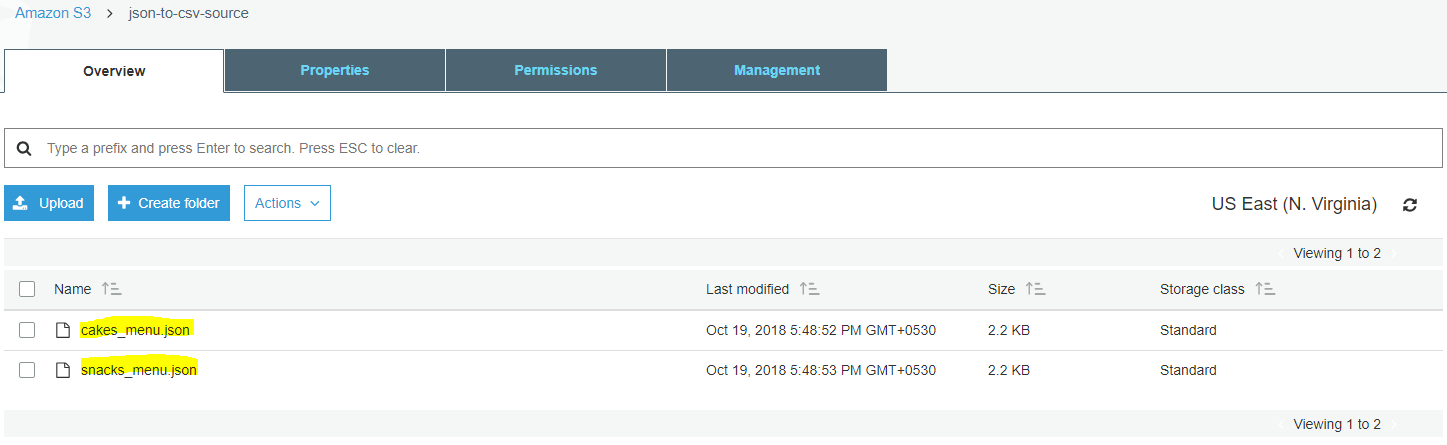 Amazon S3 > json-to-csv-source
Overview Properties Permissions Management
Type a prefix and press Enter to search. Press ESC to clear.
Upload Create folder Actions US East (N. Virginia)
Viewing 1 to 2
Name Last modified Size Storage class
cakes_menu.json Oct 19, 2018 5:48:52 PM GMT+0530 2.2 KB Standard
snacks_menu.json Oct 19, 2018 5:48:53 PM GMT+0530 2.2 KB Standard
Viewing 1 to 2